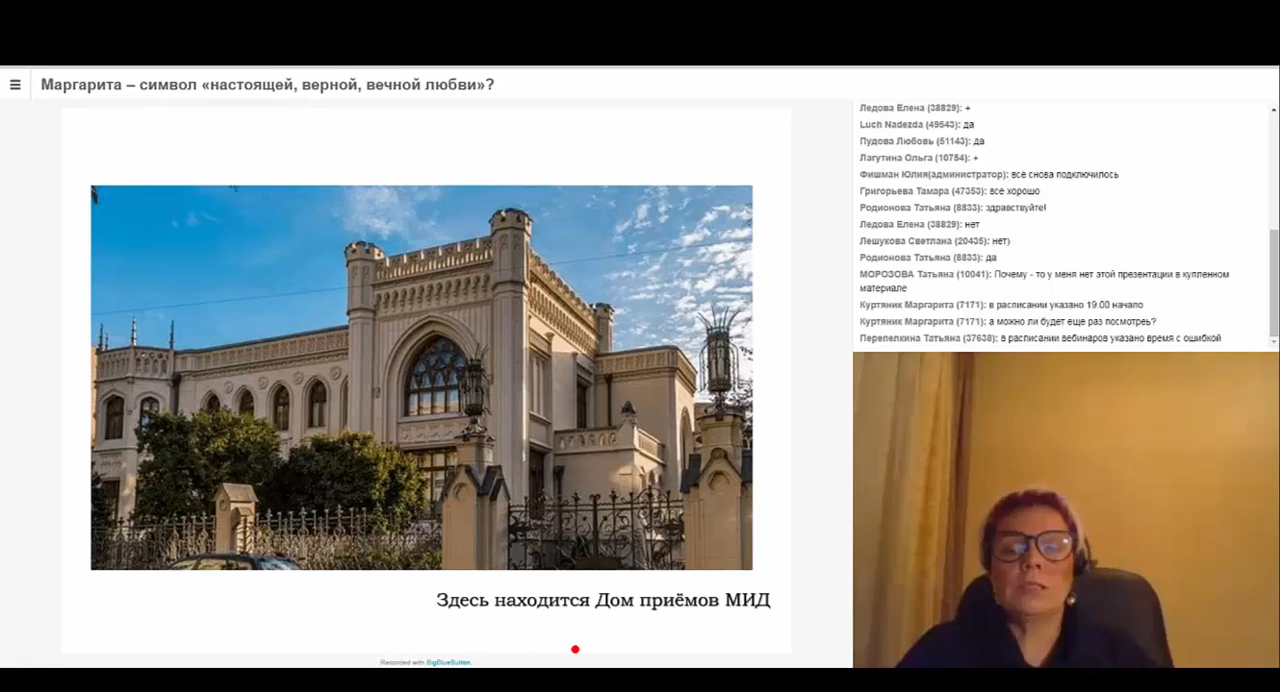 Маргарита – символ «настоящей, верной, вечной любви»?
Ледова Елена (38829): +
Luch Nadezda (49543): да
Пудова Любовь (51143): да
Лагутина Ольга (10754): +
Фишман Юлия(администратор): всё снова подключилось
Григорьева Тамара (47353): все хорошо
Родионова Татьяна (8833): здравствуйте!
Ледова Елена (38829): нет
Лешукова Светлана (20435): нет)
Родионова Татьяна (8833): да
МОРОЗОВА Татьяна (10041): Почему - то у меня нет этой презентации в купленном
материале
Куртяник Маргарита (7171): в расписании указано 19.00 начало
Куртяник Маргарита (7171): а можно ли будет еще раз посмотреь?
Перепелкина Татьяна (37638): в расписании вебинаров указано время с ошибкой
Здесь находится Дом приёмов МИД
Recorded with BigBlueButton.